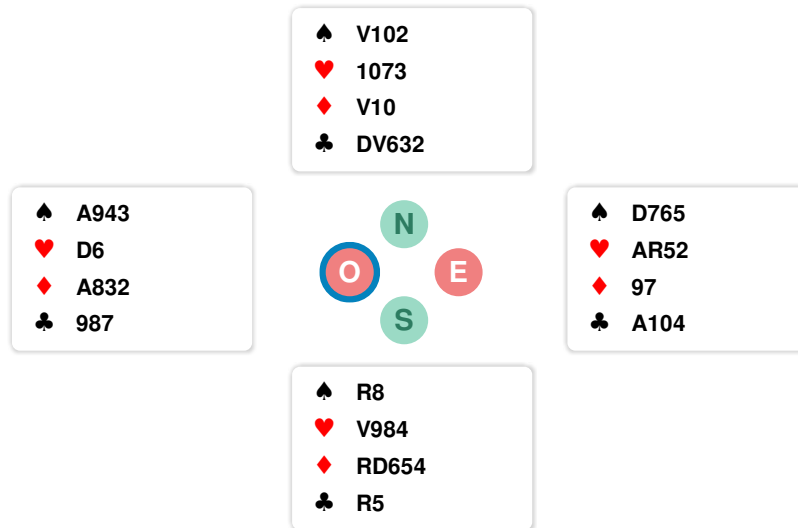 ♠ V102
♥ 1073
♦ V10
♣ DV632
♠ A943
♥ D6
♦ A832
♣ 987
N
O E
S
♠ D765
♥ AR52
♦ 97
♣ A104
♠ R8
♥ V984
♦ RD654
♣ R5